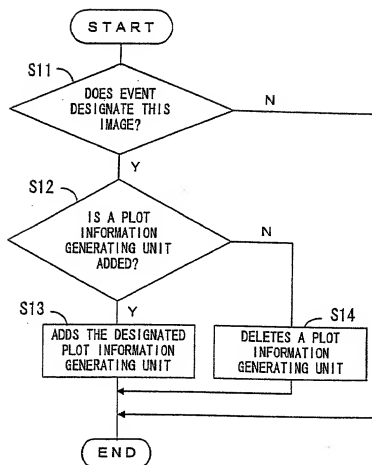 START
S11
DOES EVENT
DESIGNATE THIS
IMAGE?
N
Y
S12
IS A PLOT
INFORMATION
GENERATING UNIT
ADDED?
N
Y
S13
ADDS THE DESIGNATED
PLOT INFORMATION
GENERATING UNIT
S14
DELETES A PLOT
INFORMATION
GENERATING UNIT
END